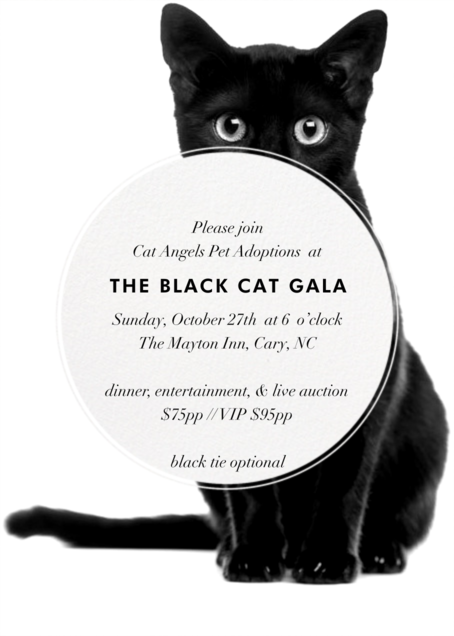 Please join
Cat Angels Pet Adoptions at
THE BLACK CAT GALA
Sunday, October 27th at 6 o'clock
The Mayton Inn, Cary, NC
dinner, entertainment, & live auction
$75pp // VIP $95pp
black tie optional